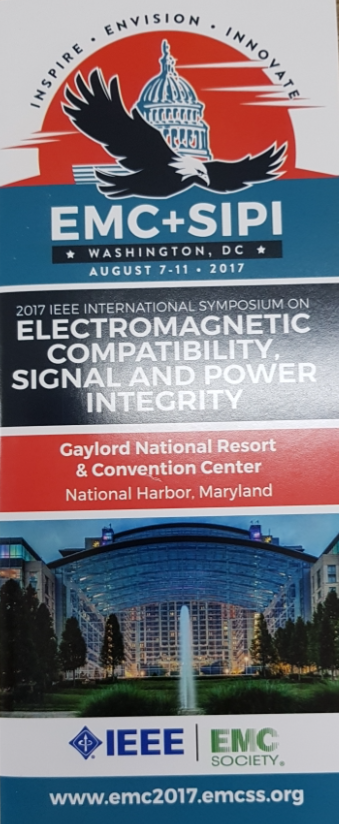 INSPIRE • ENVISION • INNOVATE
EMC+SIPI
★ WASHINGTON, DC ★
AUGUST 7-11 • 2017
2017 IEEE INTERNATIONAL SYMPOSIUM ON
ELECTROMAGNETIC
COMPATIBILITY,
SIGNAL AND POWER
INTEGRITY
Gaylord National Resort
& Convention Center
National Harbor, Maryland
IEEE
EMC
SOCIETY®
www.emc2017.emcss.org